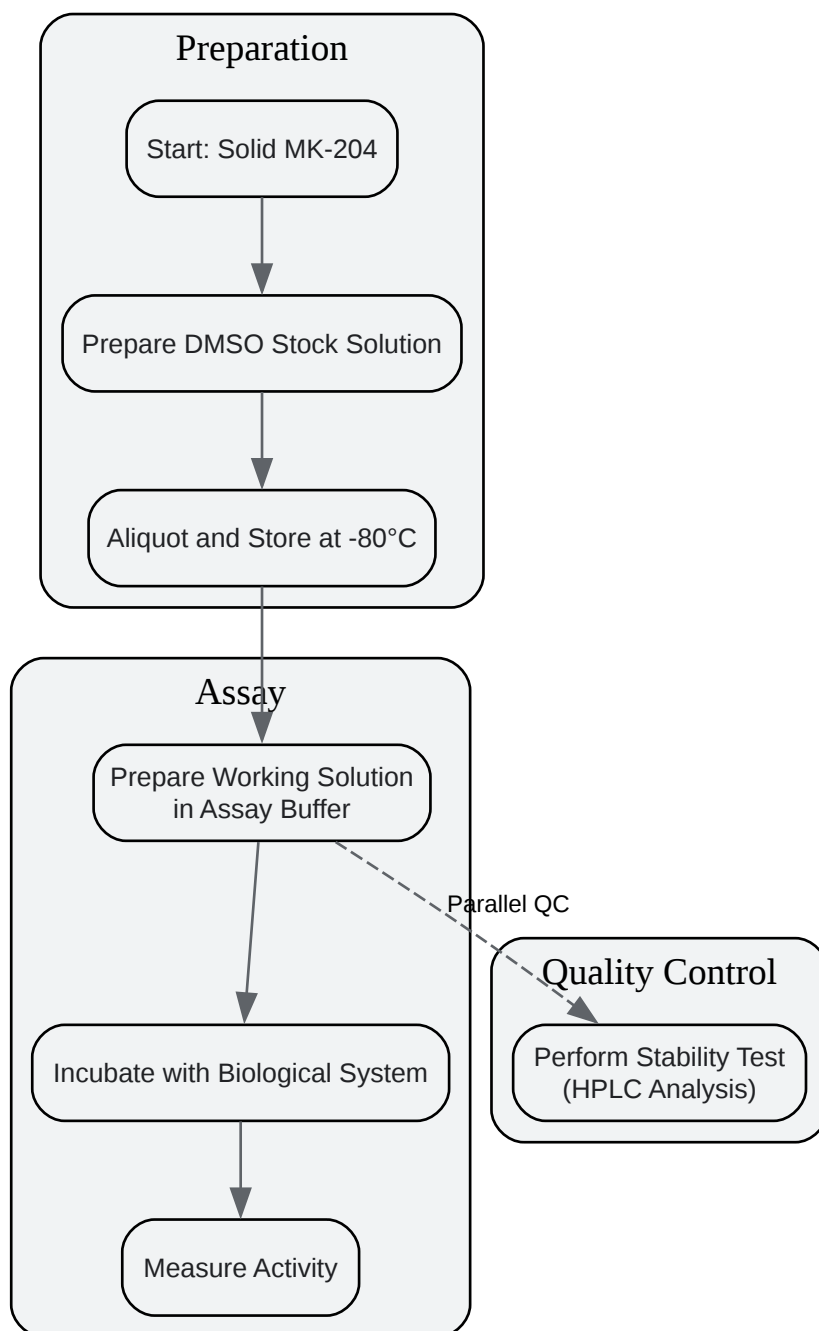 Preparation
Start: Solid MK-204
Prepare DMSO Stock Solution
Aliquot and Store at -80°C
Assay
Prepare Working Solution
in Assay Buffer
Parallel QC
Quality Control
Incubate with Biological System
Perform Stability Test
(HPLC Analysis)
Measure Activity